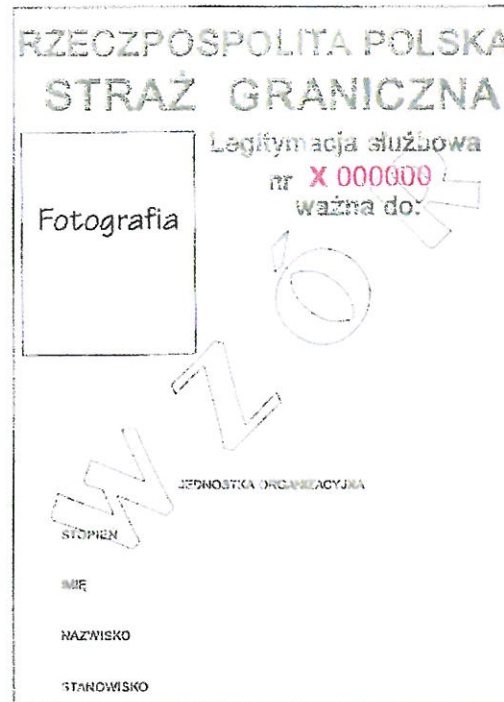 RZECZPOSPOLITA POLSKA
STRAŻ GRANICZNA
Legitymacja służbowa
nr X 000000
ważna do:
Fotografia
WZÓR
JEDNOSTKA ORGANIZACYJNA
STOPIEŃ
IMIĘ
NAZWISKO
STANOWISKO